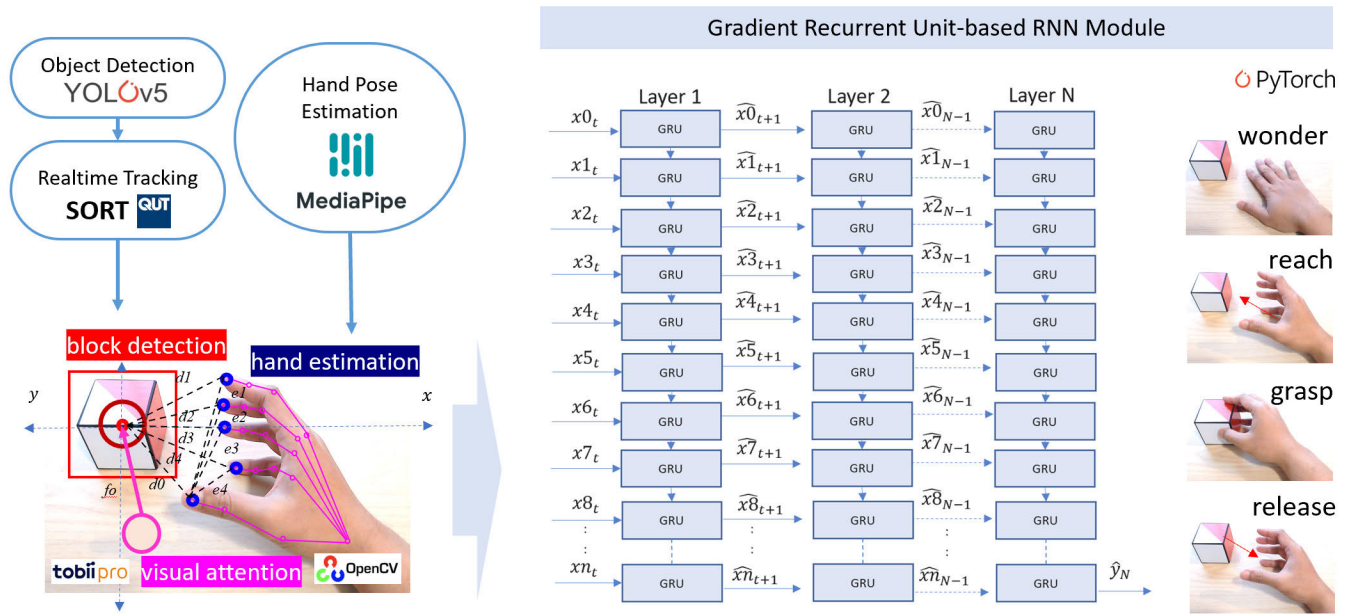 Gradient Recurrent Unit-based RNN Module
Object Detection
YOLOv5
Realtime Tracking
SORT QUT
Hand Pose
Estimation
MediaPipe
block detection
hand estimation
y
x
d1
d2
d3
d4
d0
e1
e2
e3
e4
fo
tobii pro
visual attention
OpenCV
Layer 1
Layer 2
Layer N
x0_t GRU x̂0_{t+1} GRU x̂0_{N−1} GRU
x1_t GRU x̂1_{t+1} GRU x̂1_{N−1} GRU
x2_t GRU x̂2_{t+1} GRU x̂2_{N−1} GRU
x3_t GRU x̂3_{t+1} GRU x̂3_{N−1} GRU
x4_t GRU x̂4_{t+1} GRU x̂4_{N−1} GRU
x5_t GRU x̂5_{t+1} GRU x̂5_{N−1} GRU
x6_t GRU x̂6_{t+1} GRU x̂6_{N−1} GRU
x7_t GRU x̂7_{t+1} GRU x̂7_{N−1} GRU
x8_t GRU x̂8_{t+1} GRU x̂8_{N−1} GRU
xn_t GRU x̂n_{t+1} GRU x̂n_{N−1} GRU ŷ_N
PyTorch
wonder
reach
grasp
release